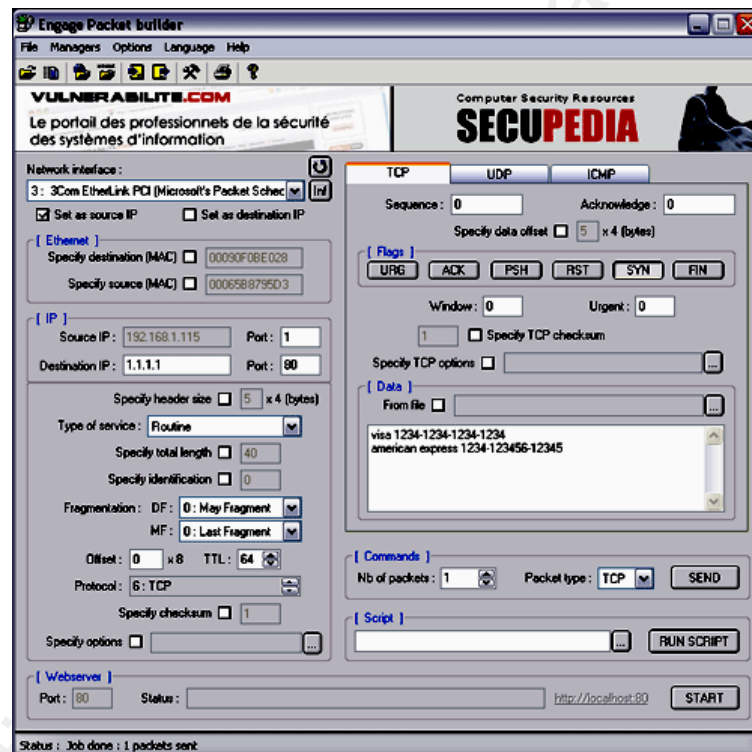 Engage Packet builder
File Managers Options Language Help
VULNERABILITE.COM
Le portail des professionnels de la sécurité
des systèmes d'information
Computer Security Resources
SECUPEDIA
Network interface :
3 : 3Com EtherLink PCI (Microsoft's Packet Schec
Inf
Set as source IP Set as destination IP
[ Ethernet ]
Specify destination (MAC) 00090F0BE028
Specify source (MAC) 00065B8795D3
[ IP ]
Source IP : 192.168.1.115 Port : 1
Destination IP : 1.1.1.1 Port : 80
Specify header size 5 x 4 (bytes)
Type of service : Routine
Specify total length 40
Specify identification 0
Fragmentation : DF : 0 : May Fragment
MF : 0 : Last Fragment
Offset : 0 x 8 TTL : 64
Protocol : 6 : TCP
Specify checksum 1
Specify options ...
TCP UDP ICMP
Sequence : 0 Acknowledge : 0
Specify data offset 5 x 4 (bytes)
[ Flags ]
URG ACK PSH RST SYN FIN
Window : 0 Urgent : 0
1 Specify TCP checksum
Specify TCP options ...
[ Data ]
From file ...
visa 1234-1234-1234-1234
american express 1234-123456-12345
[ Commands ]
Nb of packets : 1 Packet type : TCP SEND
[ Script ]
... RUN SCRIPT
[ Webserver ]
Port : 80 Status : http://localhost:80 START
Status : Job done : 1 packets sent